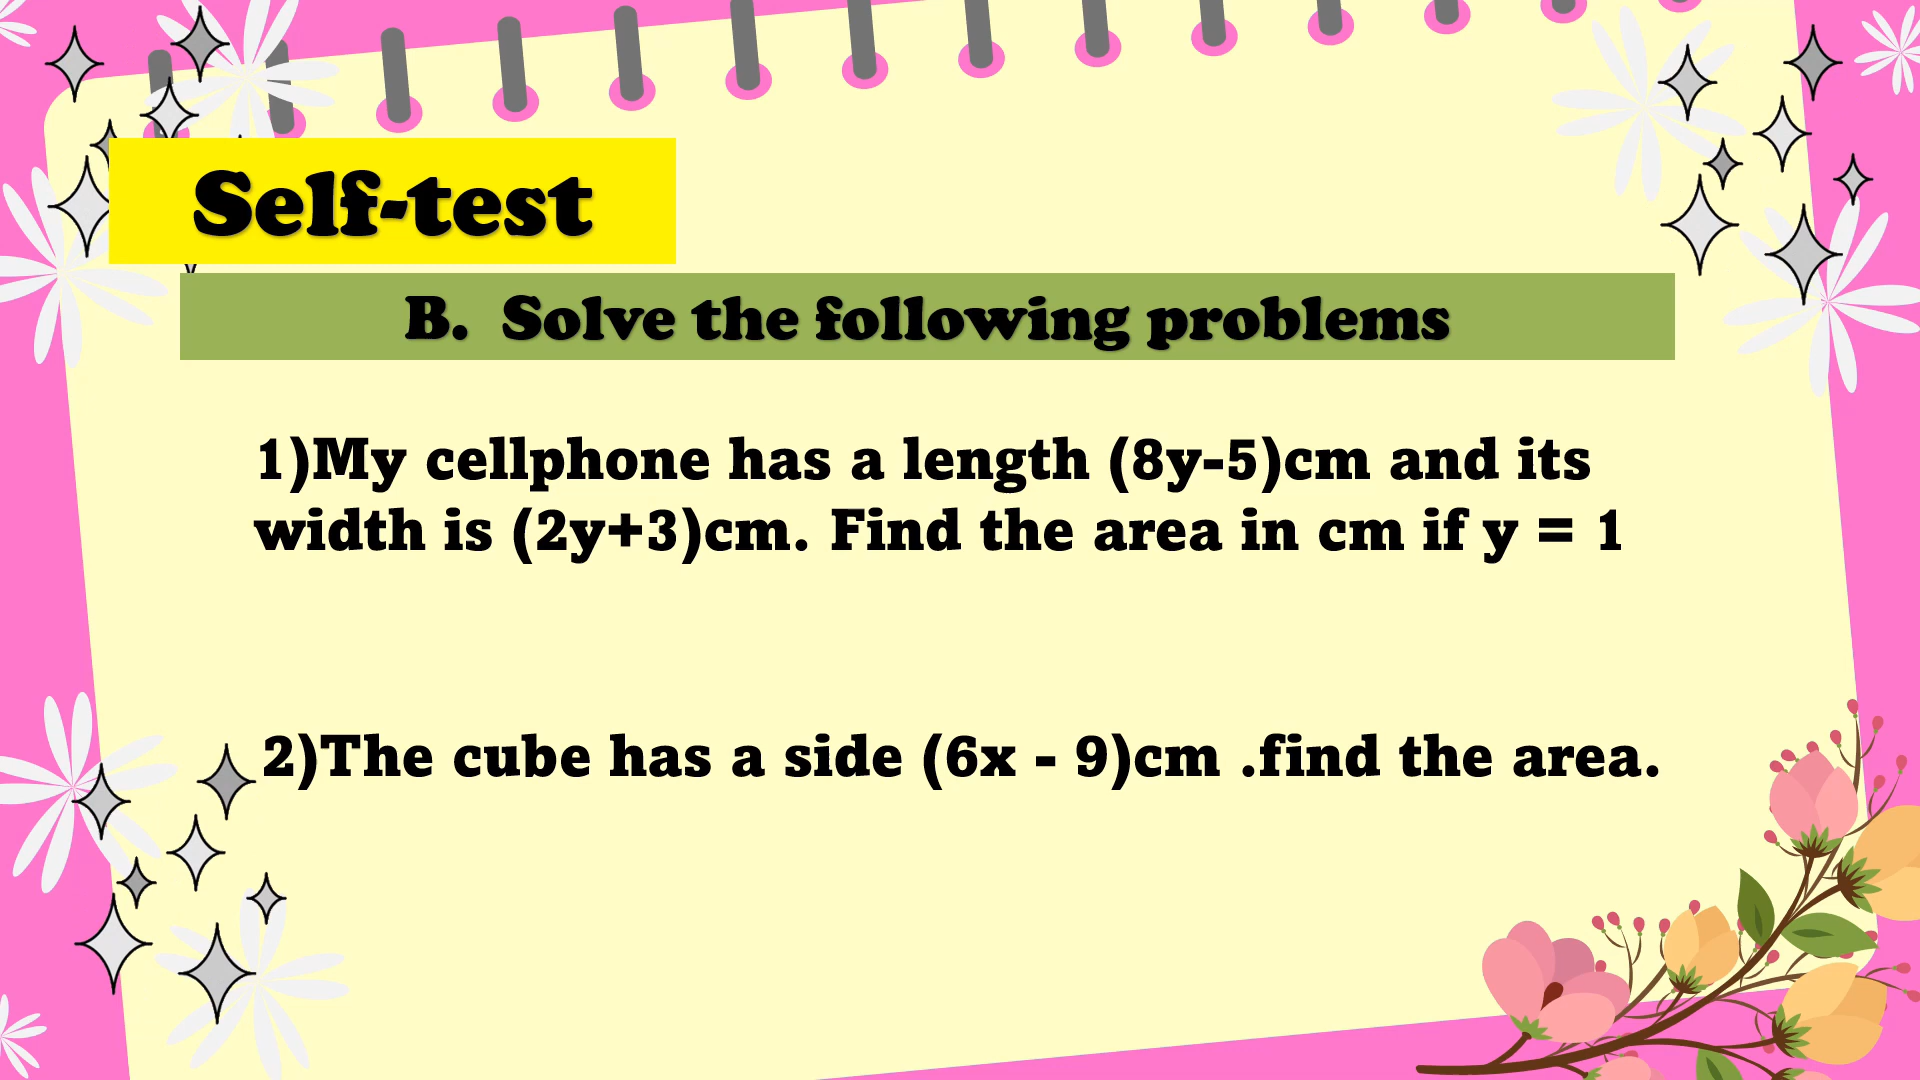 Self-test
B. Solve the following problems
1)My cellphone has a length (8y-5)cm and its
width is (2y+3)cm. Find the area in cm if y = 1
2)The cube has a side (6x - 9)cm .find the area.